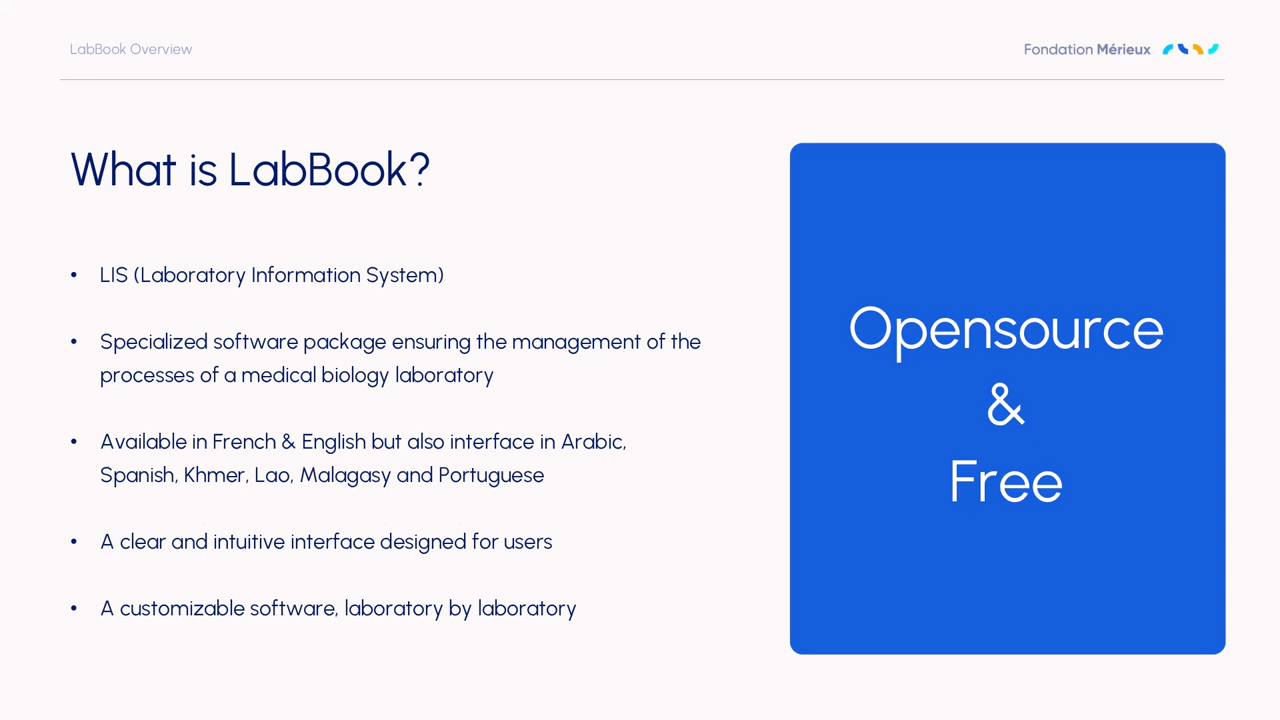 LabBook Overview
Fondation Mérieux
What is LabBook?
• LIS (Laboratory Information System)
• Specialized software package ensuring the management of the
processes of a medical biology laboratory
• Available in French & English but also interface in Arabic,
Spanish, Khmer, Lao, Malagasy and Portuguese
• A clear and intuitive interface designed for users
• A customizable software, laboratory by laboratory
Opensource
&
Free